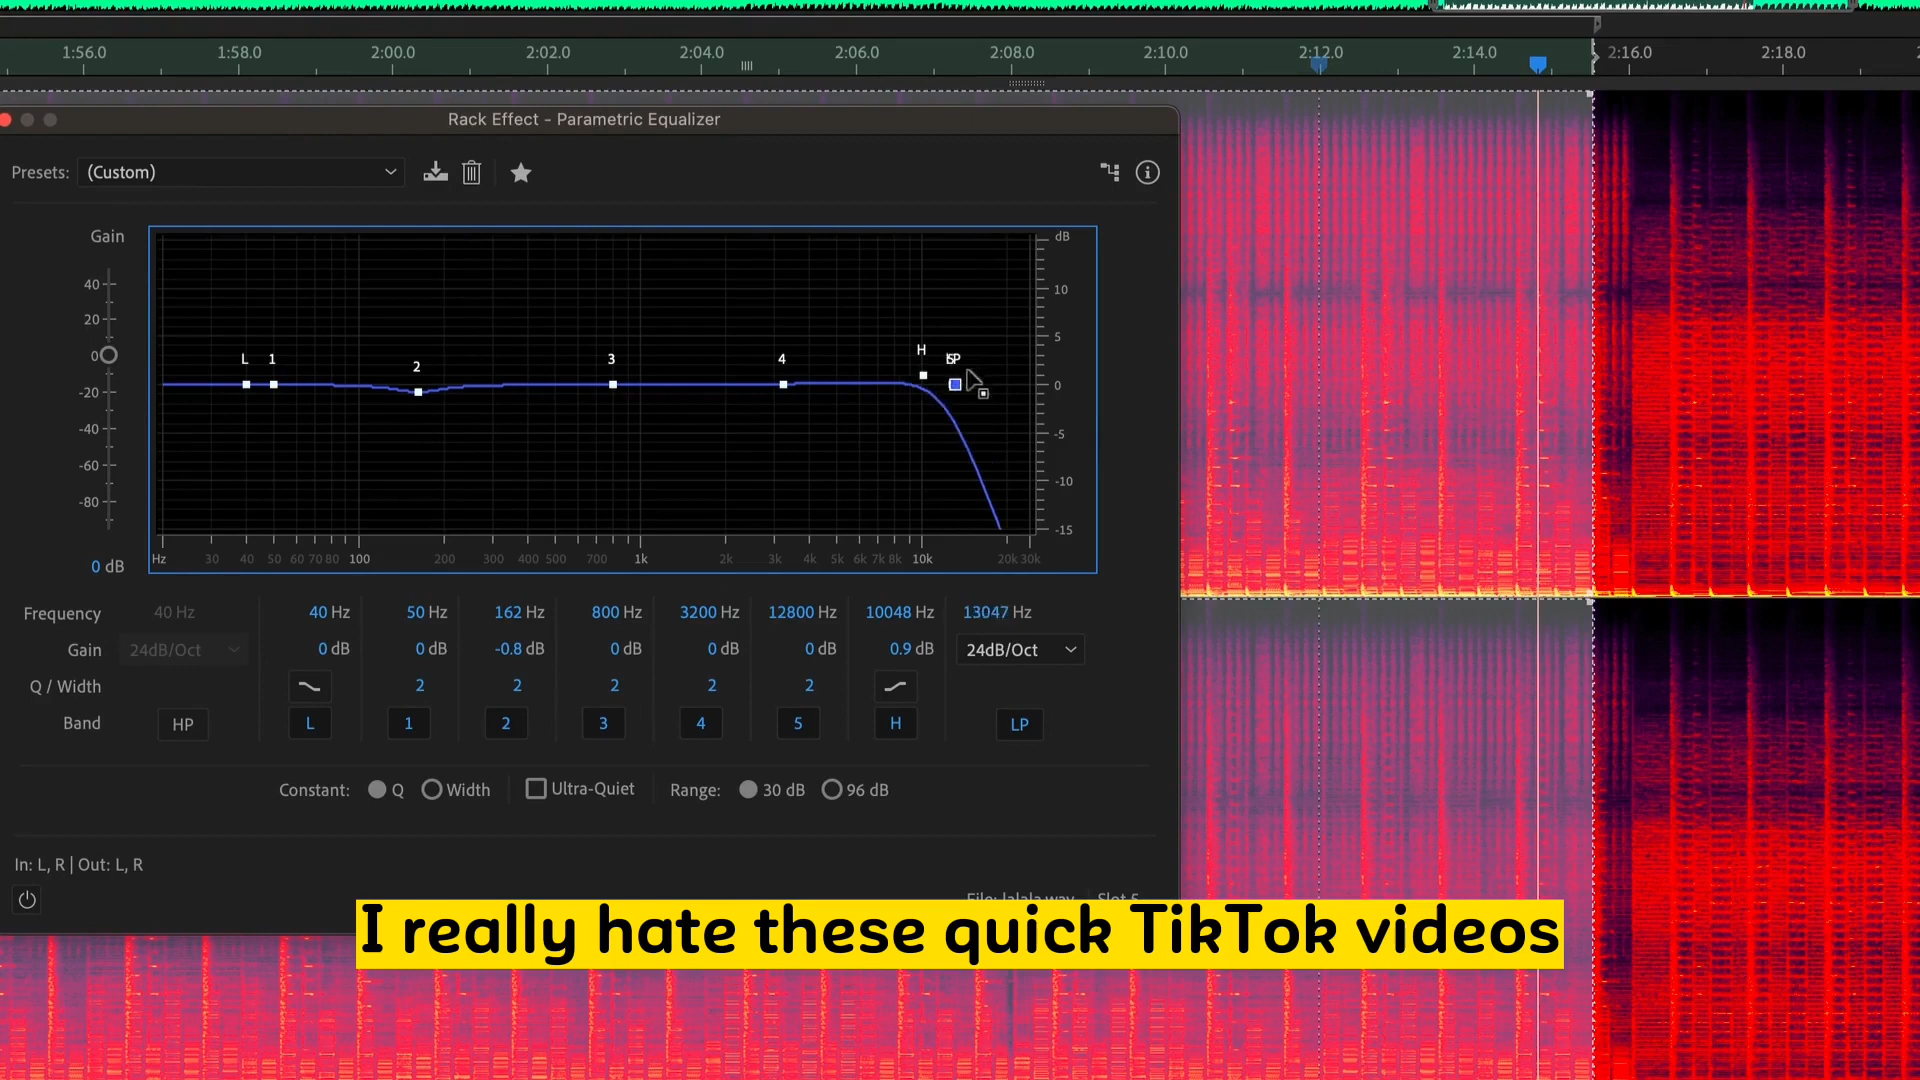 1:56.0 1:58.0 2:00.0 2:02.0 2:04.0 2:06.0 2:08.0 2:10.0 2:12.0 2:14.0 2:16.0 2:18.0
Rack Effect - Parametric Equalizer
Presets: (Custom)
Gain
dB
40
20
0
-20
-40
-60
-80
0 dB
10
5
0
-5
-10
-15
L 1 2 3 4 H
Hz 30 40 50 60 70 80 100 200 300 400 500 700 1k 2k 3k 4k 5k 6k 7k 8k 10k 20k 30k
Frequency 40 Hz 40 Hz 50 Hz 162 Hz 800 Hz 3200 Hz 12800 Hz 10048 Hz 13047 Hz
Gain 24dB/Oct 0 dB 0 dB -0.8 dB 0 dB 0 dB 0 dB 0.9 dB 24dB/Oct
Q / Width 2 2 2 2 2
Band HP L 1 2 3 4 5 H LP
Constant: Q Width Ultra-Quiet Range: 30 dB 96 dB
In: L, R | Out: L, R
File: lalala.wav Slot 5
I really hate these quick TikTok videos